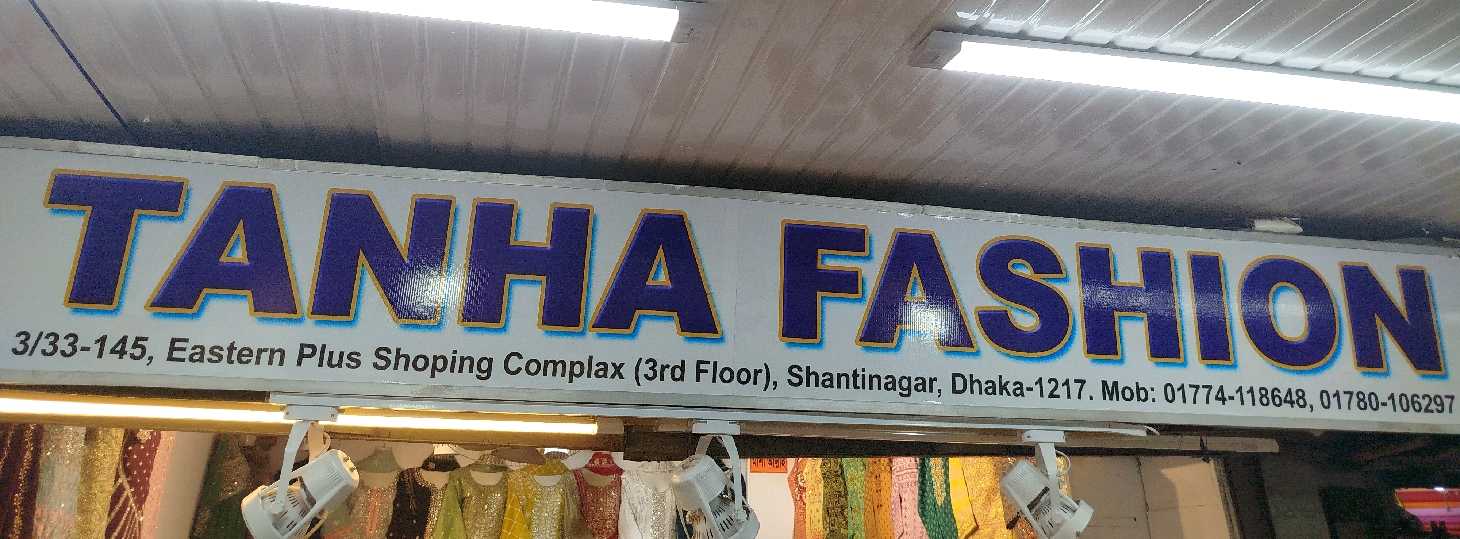 TANHA FASHION
3/33-145, Eastern Plus Shoping Complax (3rd Floor), Shantinagar, Dhaka-1217. Mob: 01774-118648, 01780-106297